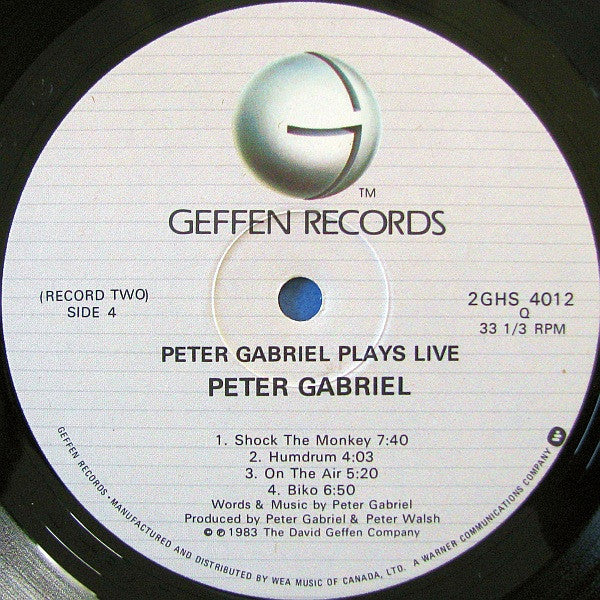 TM
GEFFEN RECORDS
(RECORD TWO)
SIDE 4
2GHS 4012
Q
33 1/3 RPM
PETER GABRIEL PLAYS LIVE
PETER GABRIEL
1. Shock The Monkey 7:40
2. Humdrum 4:03
3. On The Air 5:20
4. Biko 6:50
Words & Music by Peter Gabriel
Produced by Peter Gabriel & Peter Walsh
© ℗ 1983 The David Geffen Company
GEFFEN RECORDS • MANUFACTURED AND DISTRIBUTED BY WEA MUSIC OF CANADA, LTD. A WARNER COMMUNICATIONS COMPANY